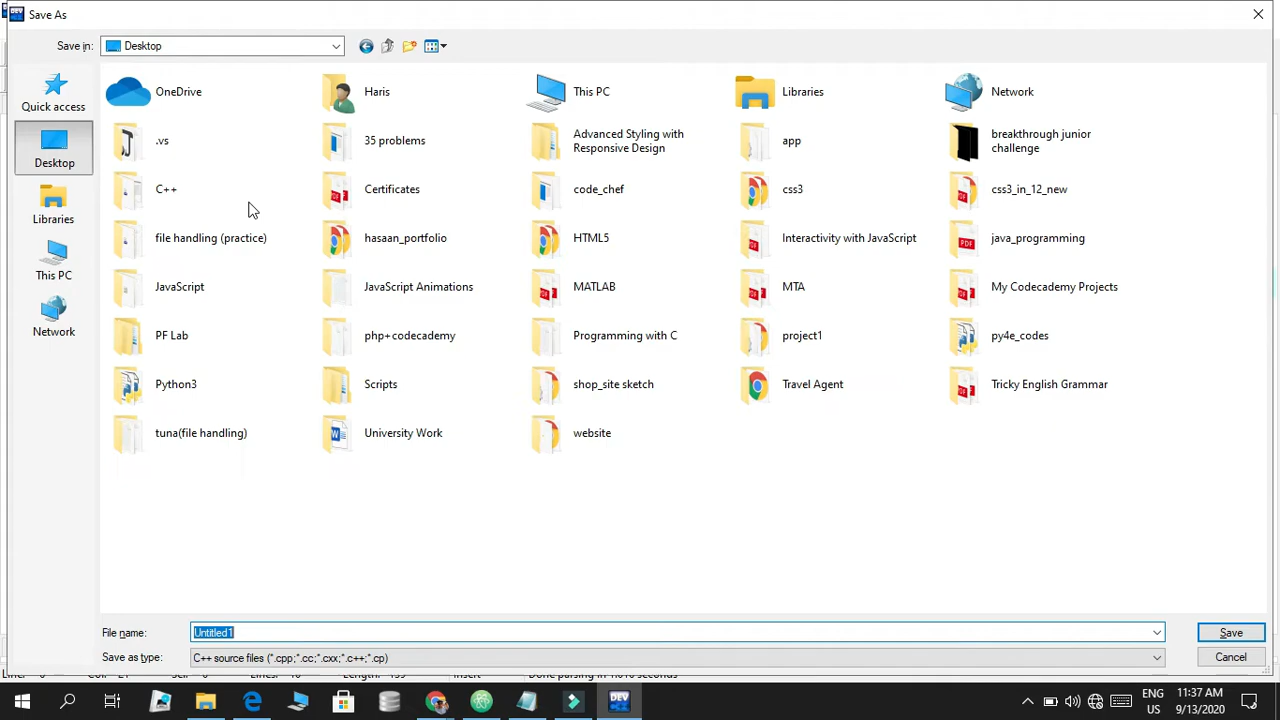 Save As
Save in:
Desktop
Quick access
Desktop
Libraries
This PC
Network
OneDrive
Haris
This PC
Libraries
Network
.vs
35 problems
Advanced Styling with
Responsive Design
app
breakthrough junior
challenge
C++
Certificates
code_chef
css3
css3_in_12_new
file handling (practice)
hasaan_portfolio
HTML5
Interactivity with JavaScript
java_programming
JavaScript
JavaScript Animations
MATLAB
MTA
My Codecademy Projects
PF Lab
php+codecademy
Programming with C
project1
py4e_codes
Python3
Scripts
shop_site sketch
Travel Agent
Tricky English Grammar
tuna(file handling)
University Work
website
File name:
Untitled1
Save
Save as type:
C++ source files (*.cpp;*.cc;*.cxx;*.c++;*.cp)
Cancel
DEV
ENG
US
11:37 AM
9/13/2020